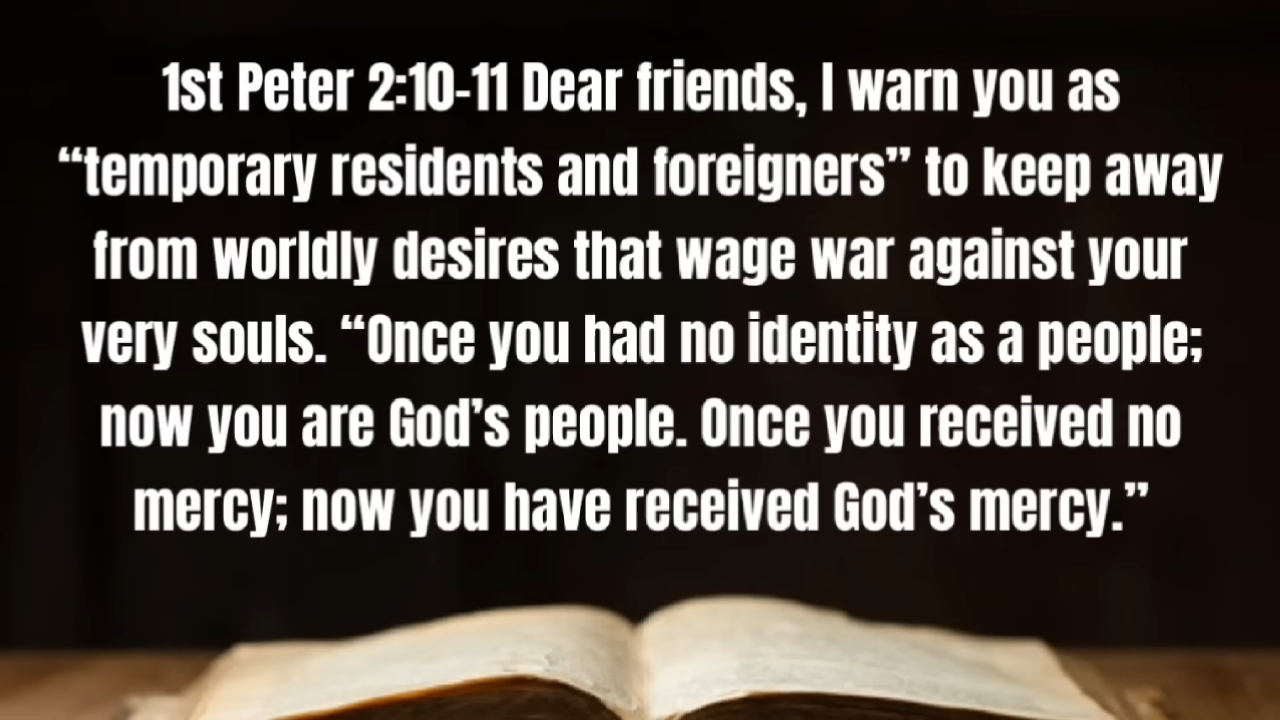 1st Peter 2:10-11 Dear friends, I warn you as
“temporary residents and foreigners” to keep away
from worldly desires that wage war against your
very souls. “Once you had no identity as a people;
now you are God’s people. Once you received no
mercy; now you have received God’s mercy.”